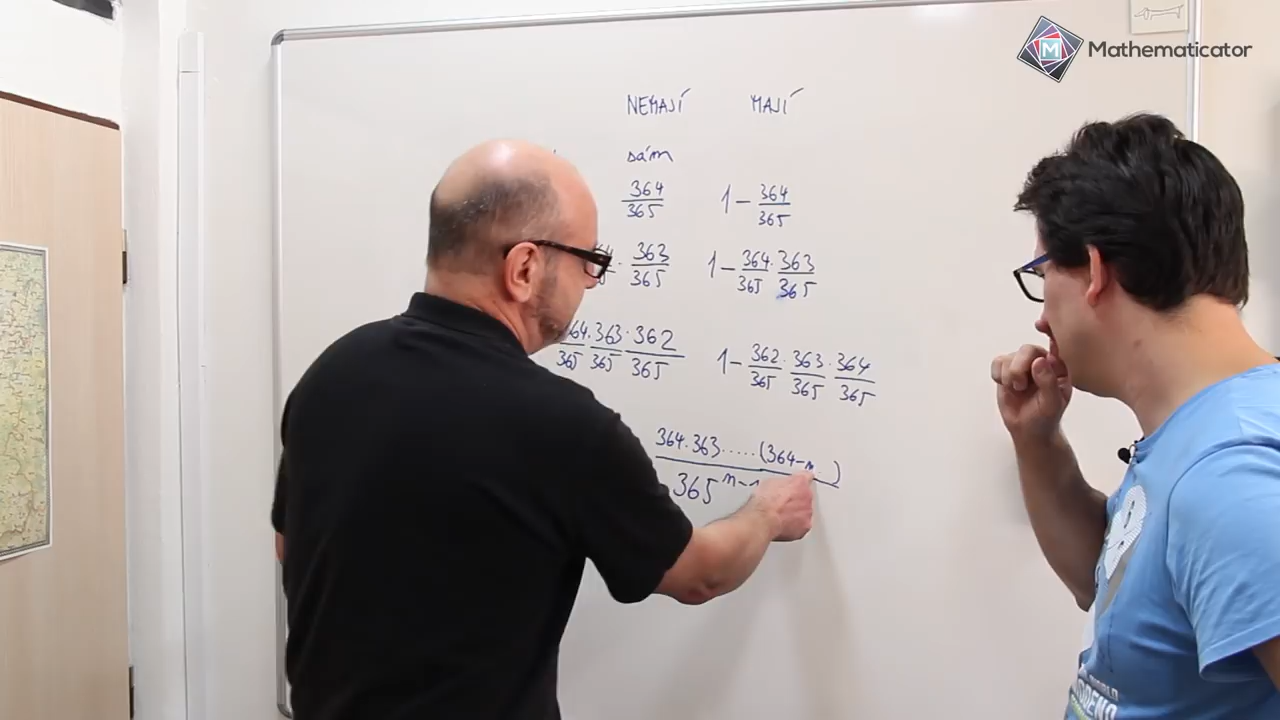 Mathematicator
NEMAJÍ MAJÍ
sám
364/365 1 - 364/365
· 363/365 1 - 364/365 · 363/365
364/365 · 363/365 · 362/365 1 - 362/365 · 363/365 · 364/365
364·363.....(364-n )
365^n-